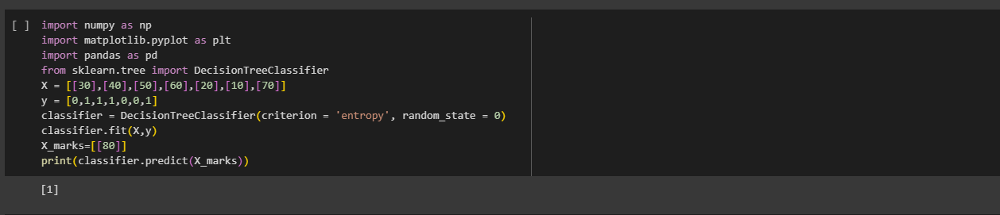 [ ] import numpy as np
import matplotlib.pyplot as plt
import pandas as pd
from sklearn.tree import DecisionTreeClassifier
X = [[30],[40],[50],[60],[20],[10],[70]]
y = [0,1,1,1,0,0,1]
classifier = DecisionTreeClassifier(criterion = 'entropy', random_state = 0)
classifier.fit(X,y)
X_marks=[[80]]
print(classifier.predict(X_marks))
[1]